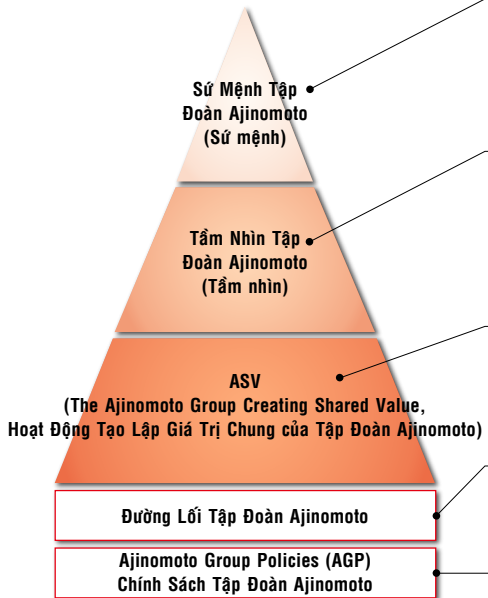 Sứ Mệnh Tập
Đoàn Ajinomoto
(Sứ mệnh)
Tầm Nhìn Tập
Đoàn Ajinomoto
(Tầm nhìn)
ASV
(The Ajinomoto Group Creating Shared Value,
Hoạt Động Tạo Lập Giá Trị Chung của Tập Đoàn Ajinomoto)
Đường Lối Tập Đoàn Ajinomoto
Ajinomoto Group Policies (AGP)
Chính Sách Tập Đoàn Ajinomoto